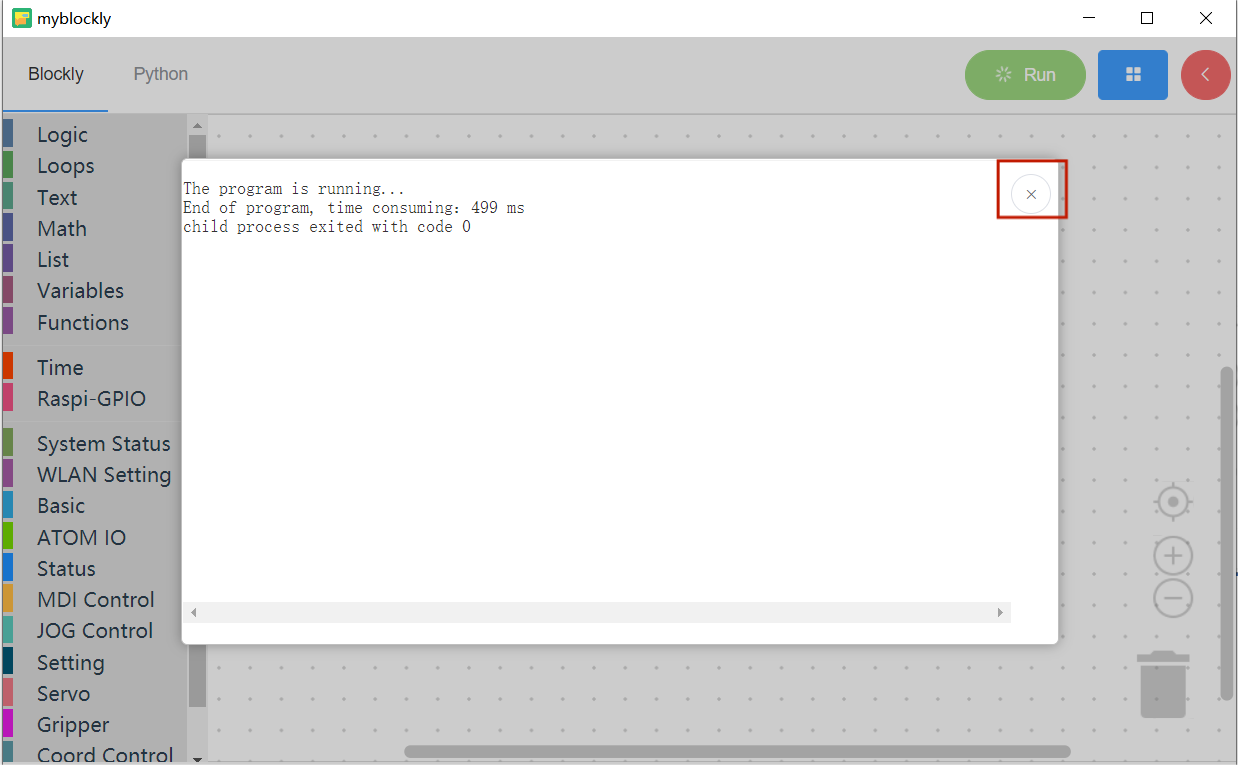 myblockly
Blockly
Python
Run
Logic
Loops
Text
Math
List
Variables
Functions
Time
Raspi-GPIO
System Status
WLAN Setting
Basic
ATOM IO
Status
MDI Control
JOG Control
Setting
Servo
Gripper
Coord Control
The program is running...
End of program, time consuming: 499 ms
child process exited with code 0